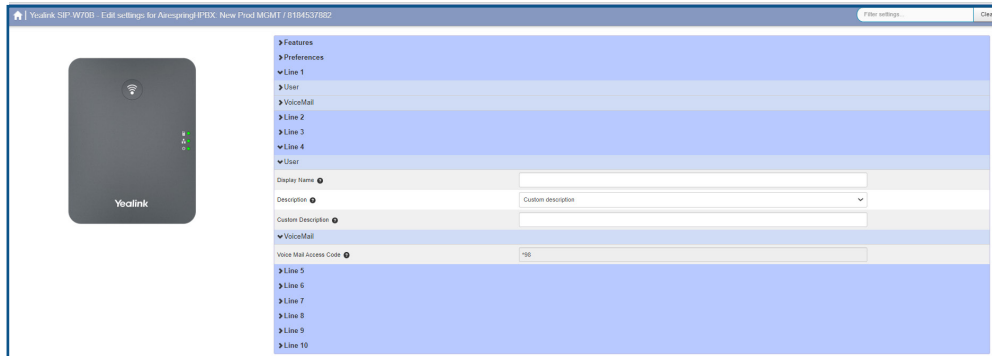 Yealink SIP-W70B - Edit settings for AirespringHPBX: New Prod MGMT / 8184537882
Filter settings...
Clea
Features
Preferences
Line 1
User
VoiceMail
Line 2
Line 3
Line 4
User
Display Name
Description
Custom description
Custom Description
VoiceMail
Voice Mail Access Code
*98
Line 5
Line 6
Line 7
Line 8
Line 9
Line 10
Yealink